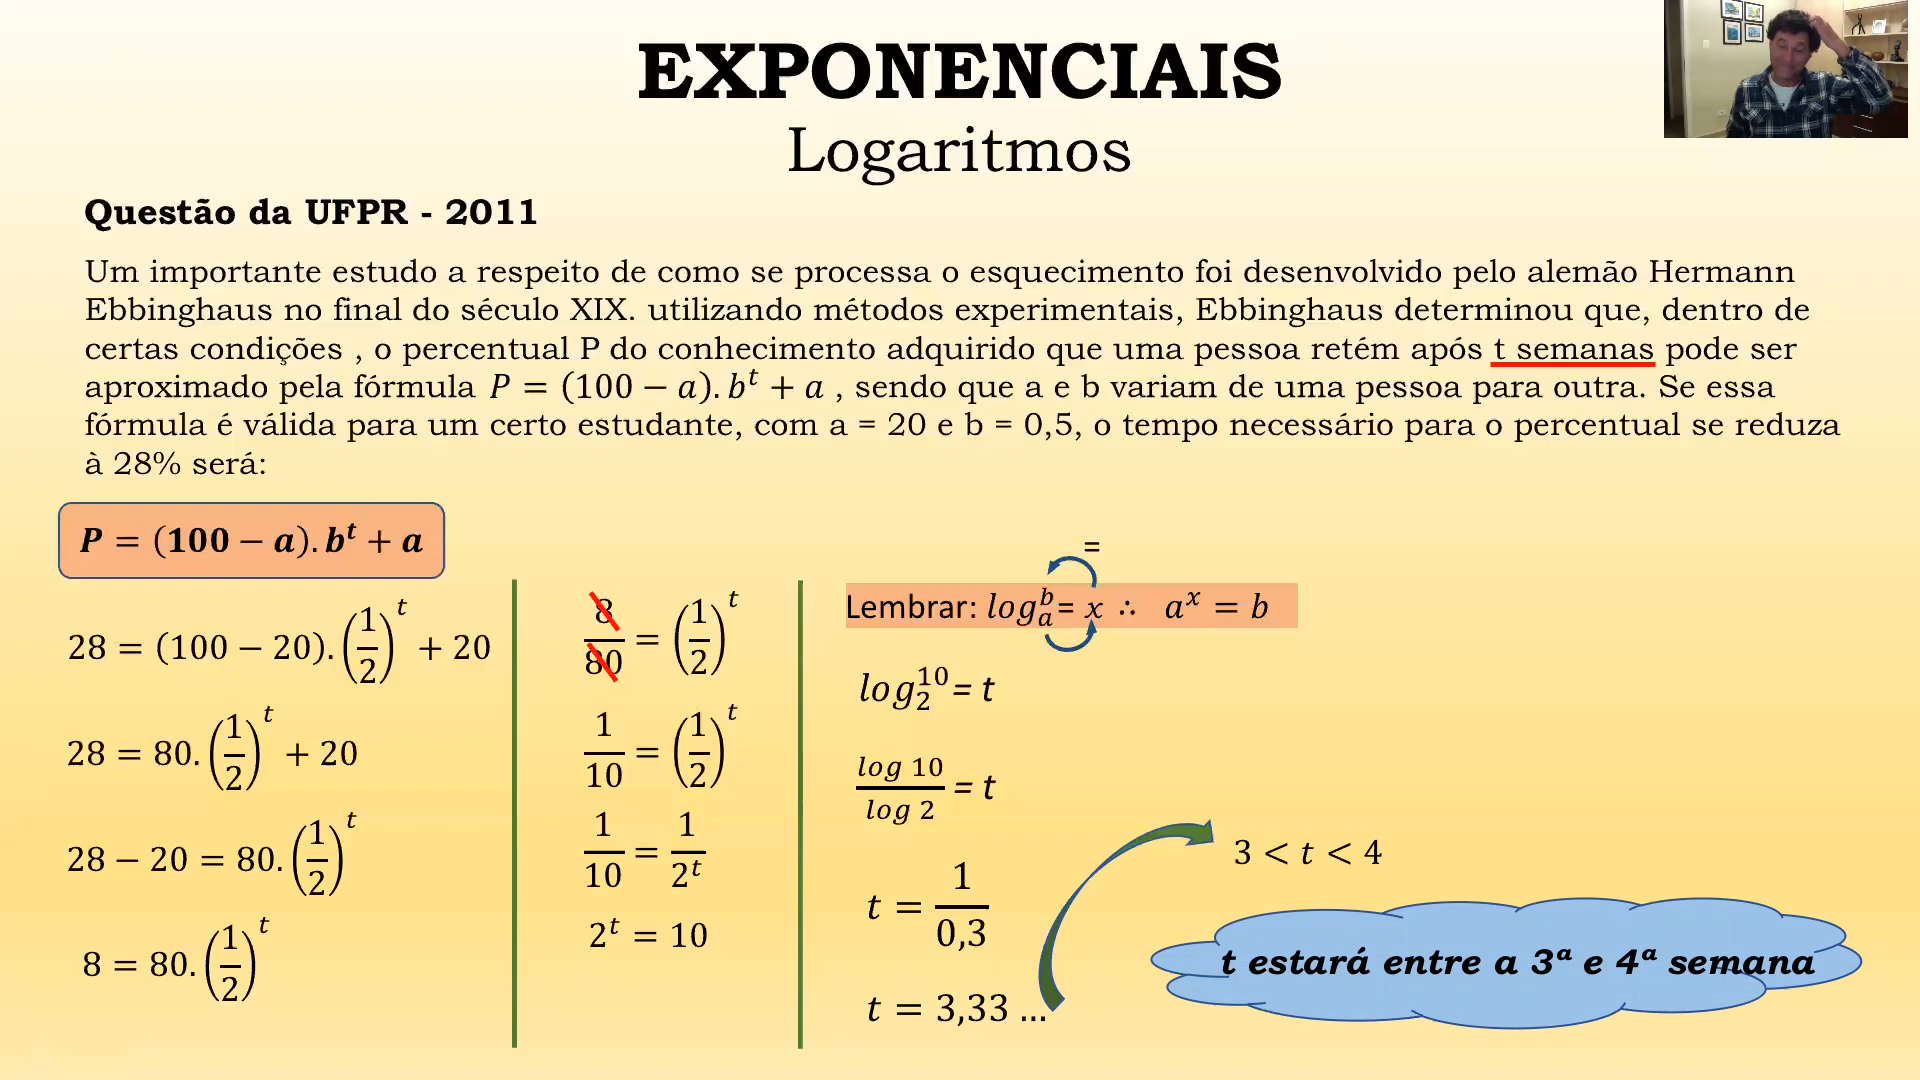 EXPONENCIAIS
Logaritmos
Questão da UFPR - 2011
Um importante estudo a respeito de como se processa o esquecimento foi desenvolvido pelo alemão Hermann
Ebbinghaus no final do século XIX. utilizando métodos experimentais, Ebbinghaus determinou que, dentro de
certas condições , o percentual P do conhecimento adquirido que uma pessoa retém após t semanas pode ser
aproximado pela fórmula P = (100 − a). b^t + a , sendo que a e b variam de uma pessoa para outra. Se essa
fórmula é válida para um certo estudante, com a = 20 e b = 0,5, o tempo necessário para o percentual se reduza
à 28% será:
P = (100 − a). b^t + a
28 = (100 − 20). (1/2)^t + 20
28 = 80. (1/2)^t + 20
28 − 20 = 80. (1/2)^t
8 = 80. (1/2)^t
8/80 = (1/2)^t
1/10 = (1/2)^t
1/10 = 1/2^t
2^t = 10
=
Lembrar: log_a^b = x ∴ a^x = b
log_2^10 = t
log 10/log 2 = t
t = 1/0,3
t = 3,33 ...
3 < t < 4
t estará entre a 3ª e 4ª semana